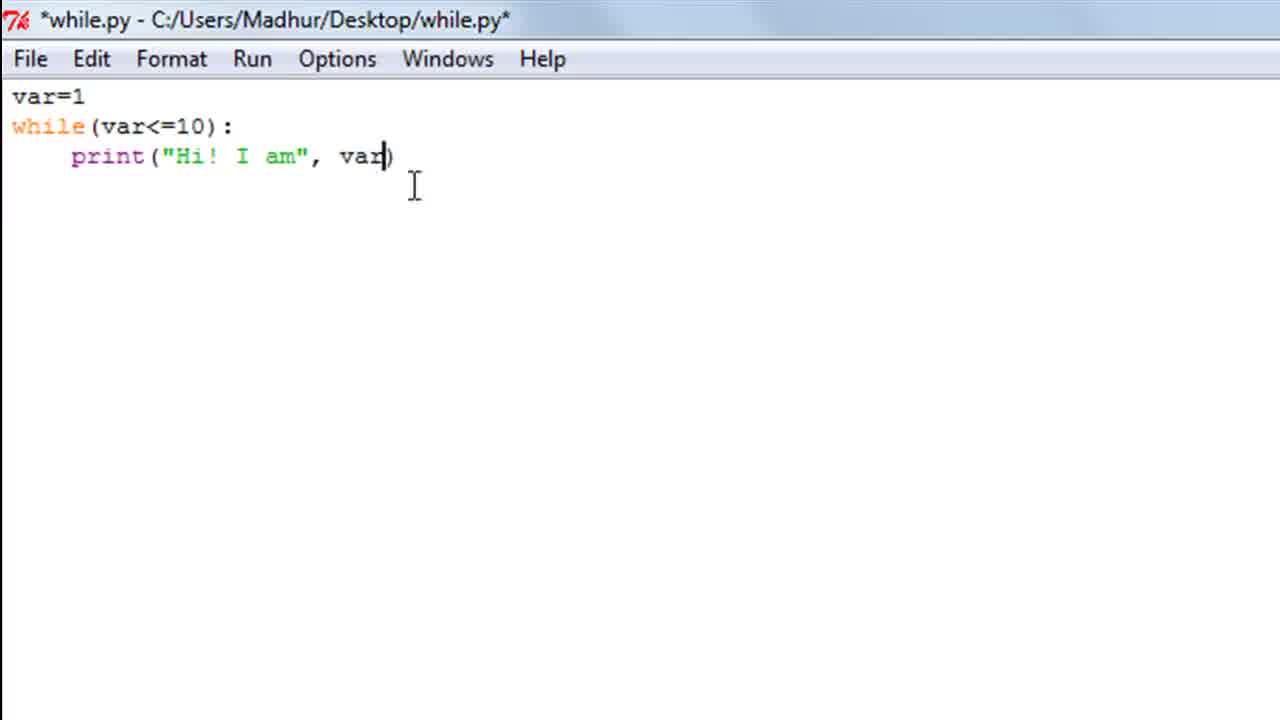 *while.py - C:/Users/Madhur/Desktop/while.py*
File Edit Format Run Options Windows Help
var=1
while(var<=10):
    print("Hi! I am", var)